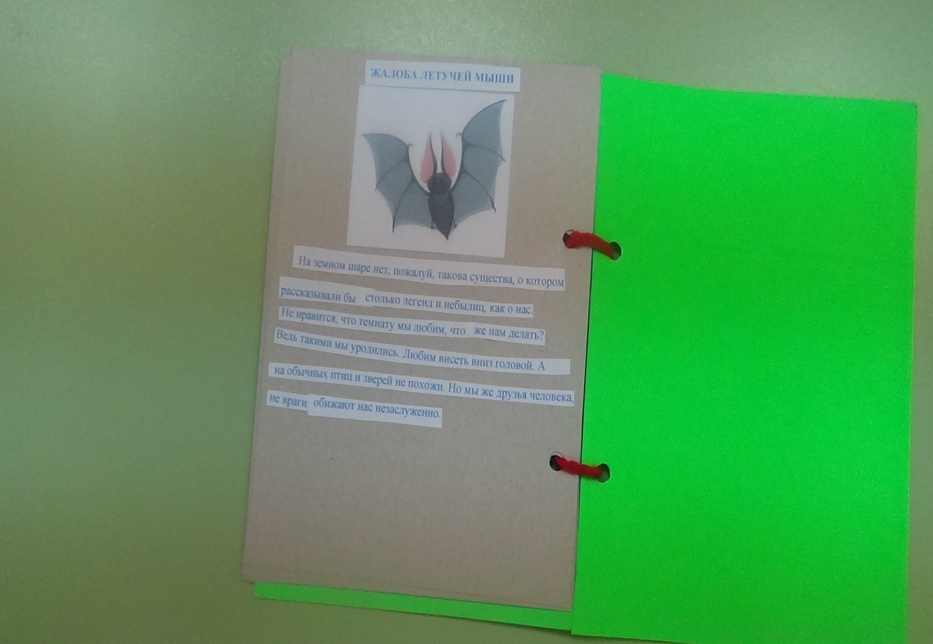 ЖАЛОБА ЛЕТУЧЕЙ МЫШИ
На земном шаре нет, пожалуй, такова существа, о котором
рассказывали бы столько легенд и небылиц, как о нас.
Не нравится, что темнату мы любим, что же нам делать?
Ведь такими мы уродились. Любим висеть вниз головой. А
на обычных птиц и зверей не похожи. Но мы же друзья человека,
не враги обижают нас незаслуженно.